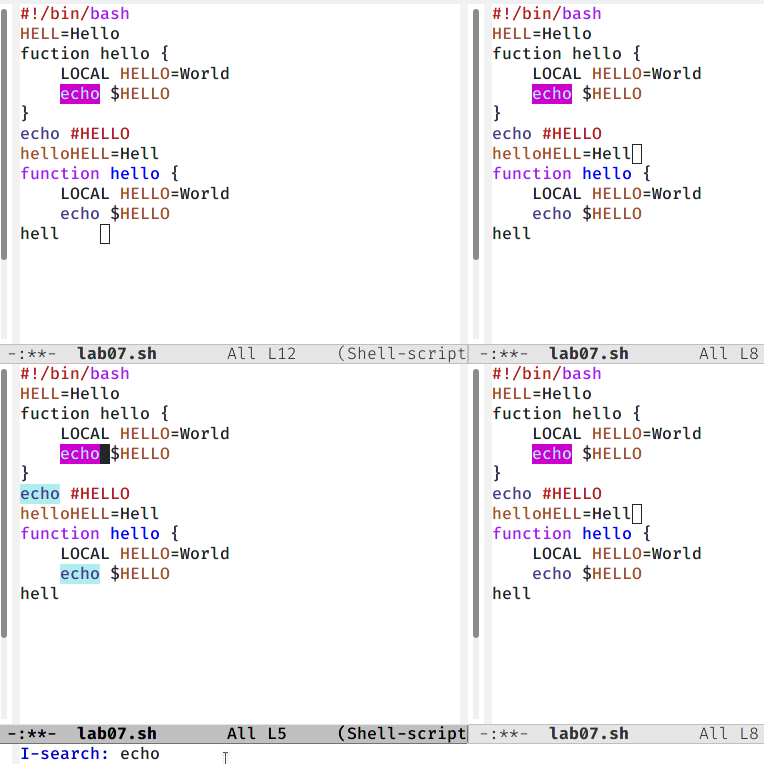 #!/bin/bash
HELL=Hello
fuction hello {
    LOCAL HELLO=World
    echo $HELLO
}
echo #HELLO
helloHELL=Hell
function hello {
    LOCAL HELLO=World
    echo $HELLO
hell
-:**-  lab07.sh       All L12    (Shell-script
#!/bin/bash
HELL=Hello
fuction hello {
    LOCAL HELLO=World
    echo $HELLO
}
echo #HELLO
helloHELL=Hell
function hello {
    LOCAL HELLO=World
    echo $HELLO
hell
-:**-  lab07.sh       All L8
#!/bin/bash
HELL=Hello
fuction hello {
    LOCAL HELLO=World
    echo $HELLO
}
echo #HELLO
helloHELL=Hell
function hello {
    LOCAL HELLO=World
    echo $HELLO
hell
-:**-  lab07.sh       All L5     (Shell-script
#!/bin/bash
HELL=Hello
fuction hello {
    LOCAL HELLO=World
    echo $HELLO
}
echo #HELLO
helloHELL=Hell
function hello {
    LOCAL HELLO=World
    echo $HELLO
hell
-:**-  lab07.sh       All L8
I-search: echo